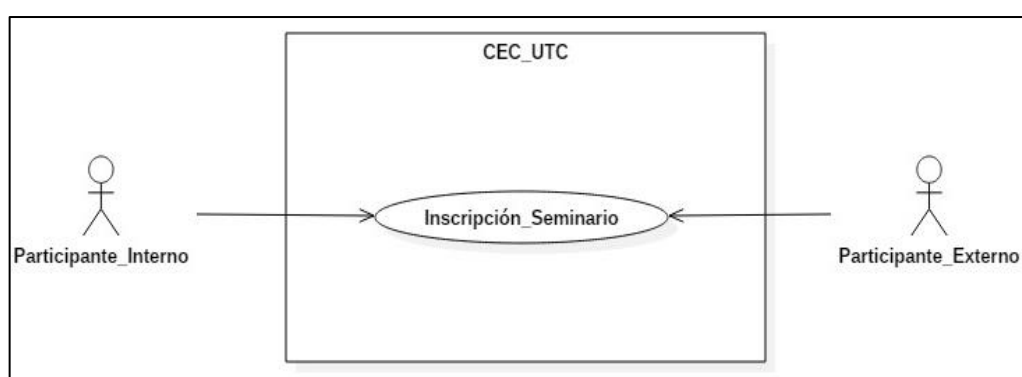 CEC_UTC
Inscripción_Seminario
Participante_Interno
Participante_Externo